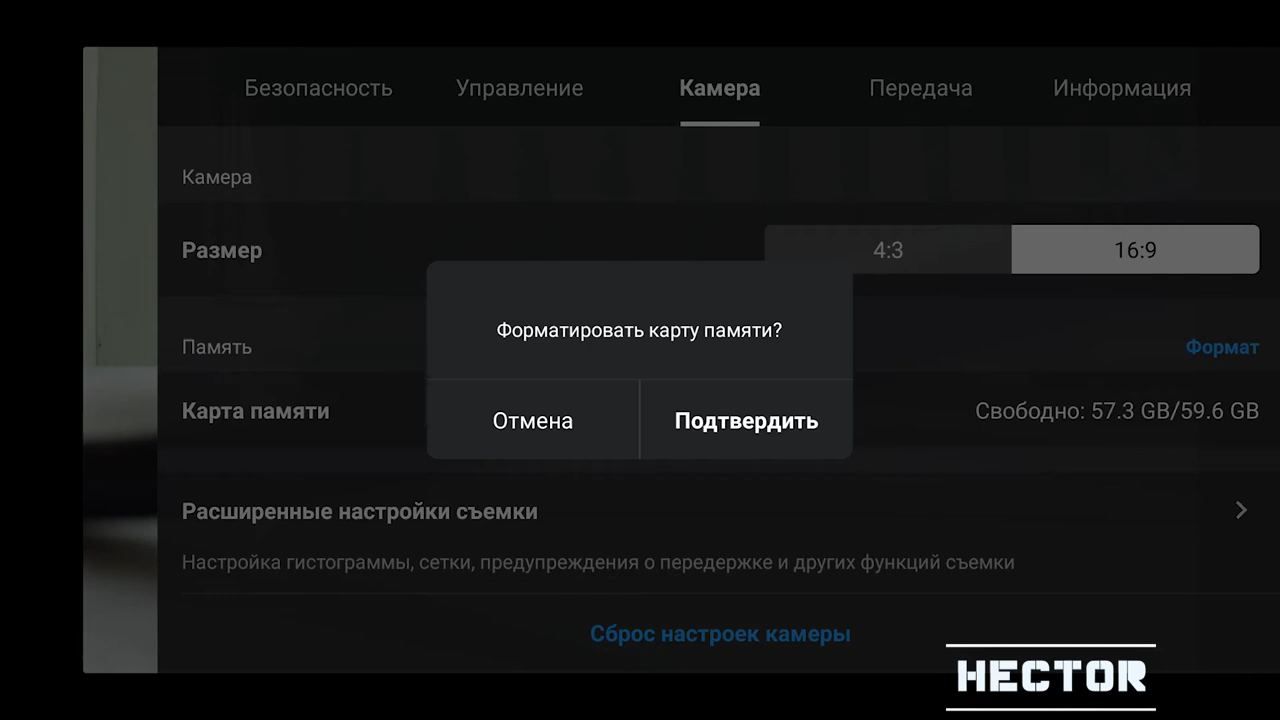 Безопасность Управление Камера Передача Информация
Камера
Размер 4:3 16:9
Форматировать карту памяти?
Память Формат
Карта памяти Свободно: 57.3 GB/59.6 GB
Отмена Подтвердить
Расширенные настройки съемки
Настройка гистограммы, сетки, предупреждения о передержке и других функций съемки
Сброс настроек камеры
HECTOR